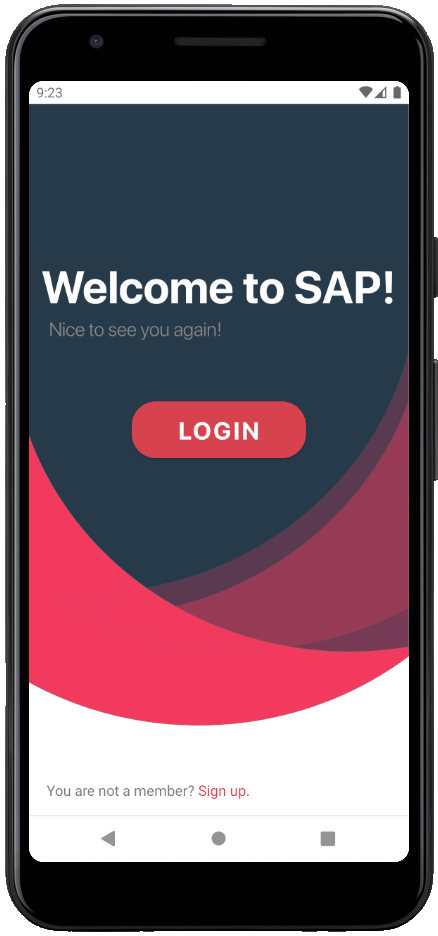 9:23
Welcome to SAP!
Nice to see you again!
LOGIN
You are not a member? Sign up.